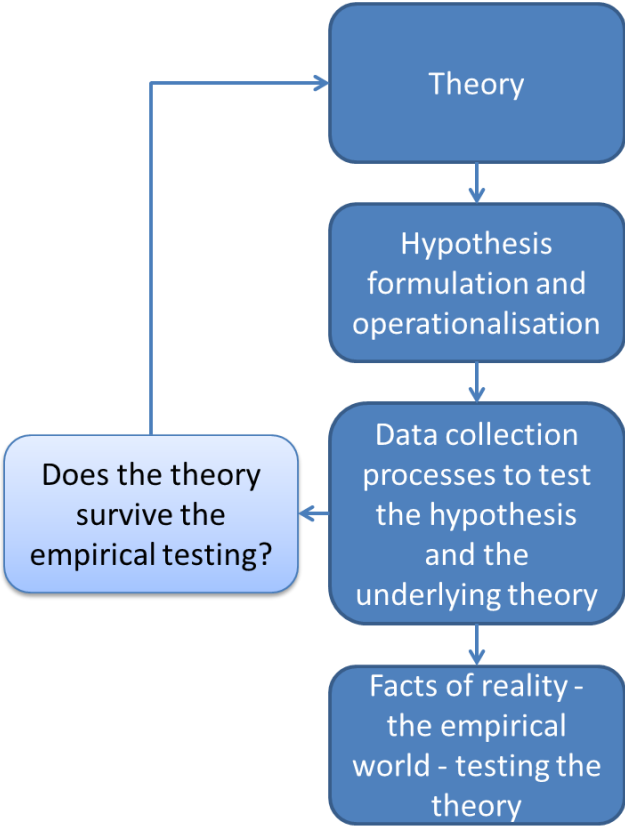 Theory
Hypothesis
formulation and
operationalisation
Data collection
processes to test
the hypothesis
and the
underlying theory
Does the theory
survive the
empirical testing?
Facts of reality -
the empirical
world - testing the
theory